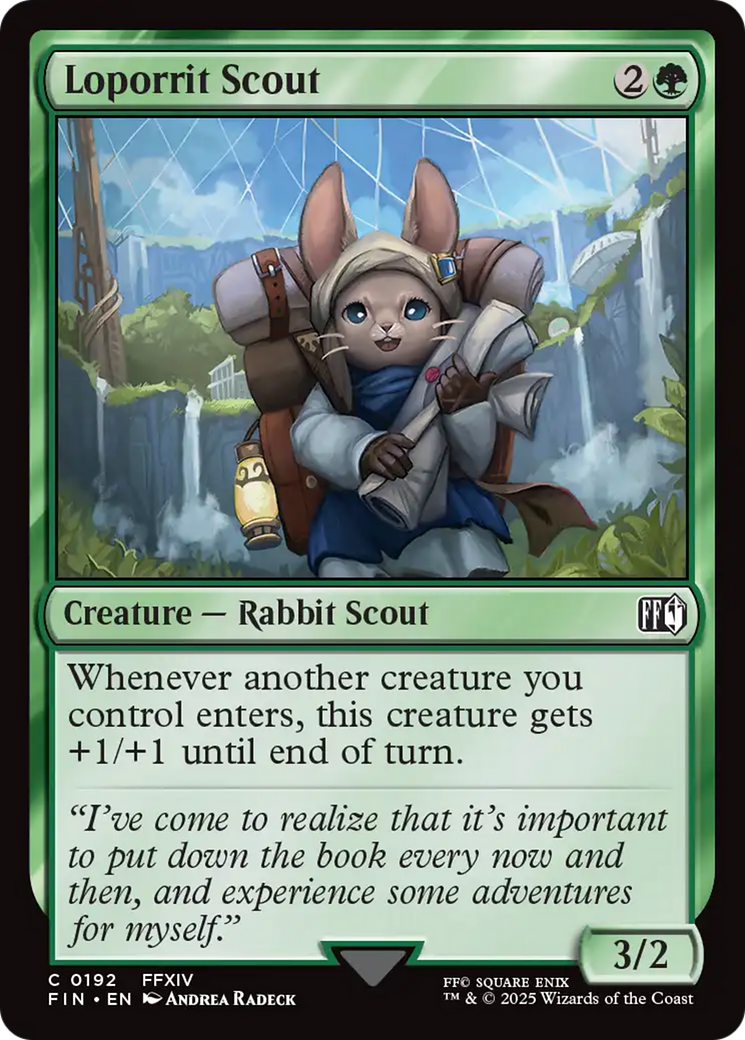 Loporrit Scout 2
Creature — Rabbit Scout FF
Whenever another creature you
control enters, this creature gets
+1/+1 until end of turn.
“I've come to realize that it's important
to put down the book every now and
then, and experience some adventures
for myself.”
3/2
C 0192 FFXIV
FIN • EN Andrea Radeck
FF© SQUARE ENIX
™ & © 2025 Wizards of the Coast